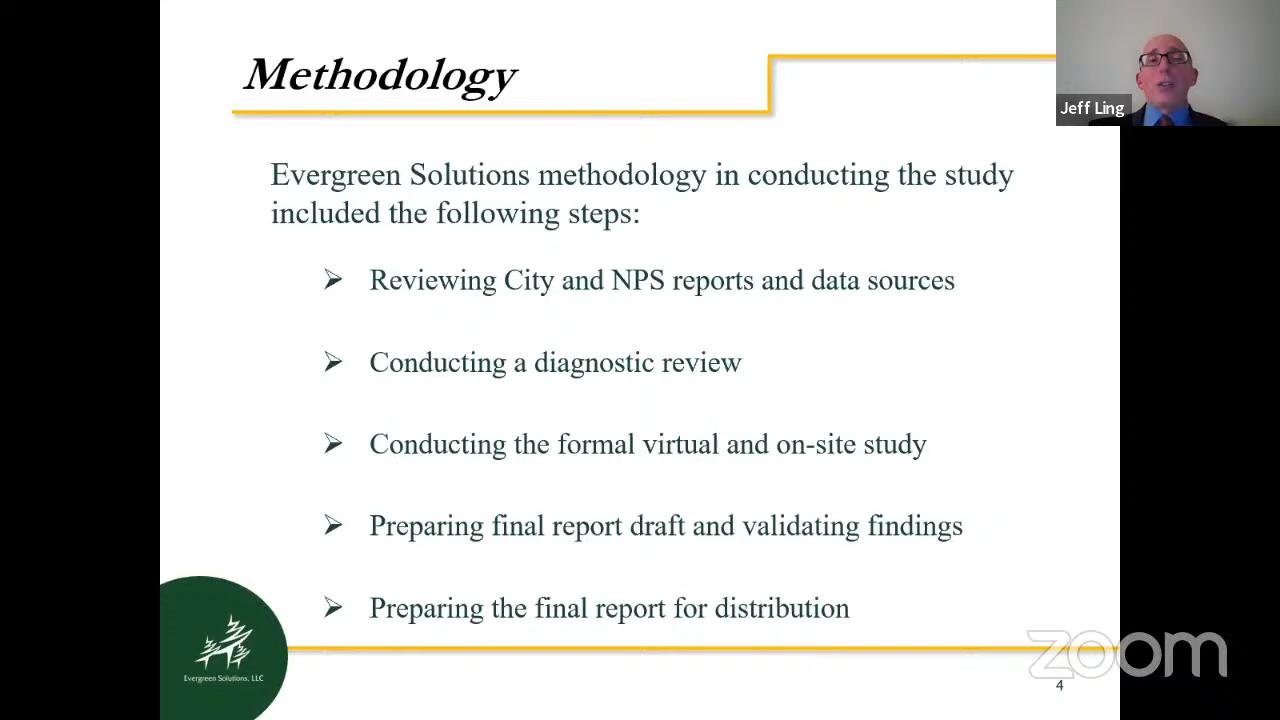 Methodology
Jeff Ling
Evergreen Solutions methodology in conducting the study
included the following steps:
Reviewing City and NPS reports and data sources
Conducting a diagnostic review
Conducting the formal virtual and on-site study
Preparing final report draft and validating findings
Preparing the final report for distribution
Evergreen Solutions, LLC
zoom
4